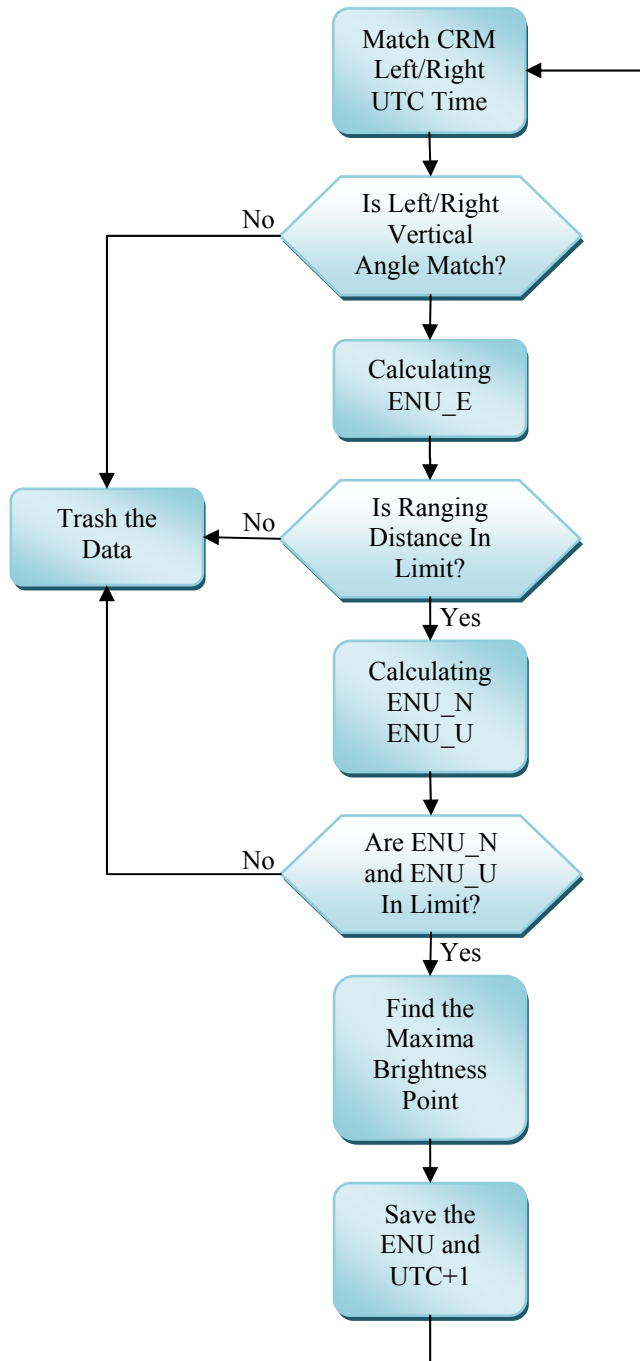 Match CRM
Left/Right
UTC Time
No
Is Left/Right
Vertical
Angle Match?
Calculating
ENU_E
Trash the
Data
No
Is Ranging
Distance In
Limit?
Yes
Calculating
ENU_N
ENU_U
No
Are ENU_N
and ENU_U
In Limit?
Yes
Find the
Maxima
Brightness
Point
Save the
ENU and
UTC+1